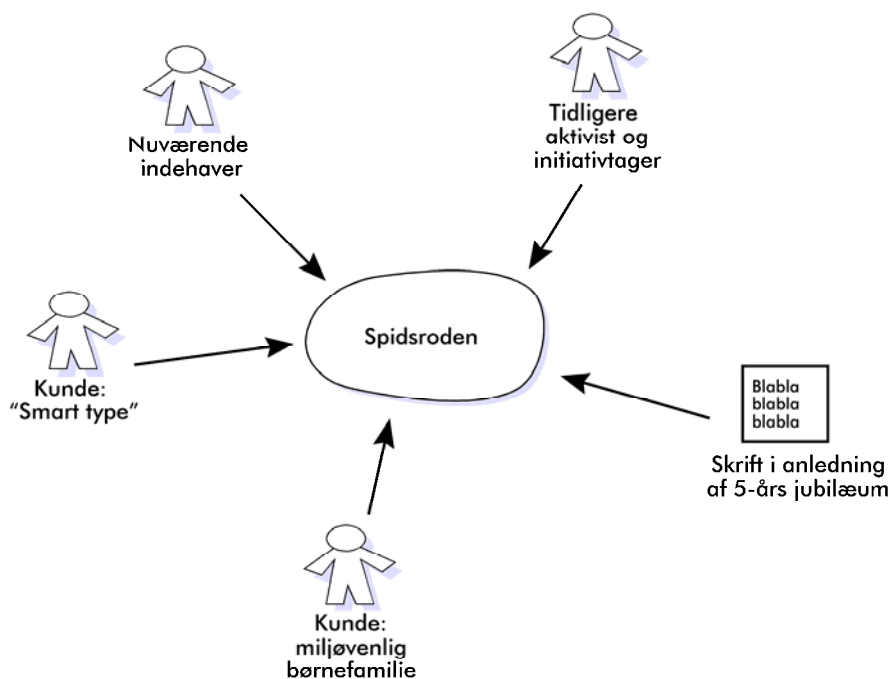 Nuværende
indehaver
Tidligere
aktivist og
initiativtager
Spidsroden
Kunde:
“Smart type”
Blabla
blabla
blabla
Skrift i anledning
af 5-års jubilæum
Kunde:
miljøvenlig
børnefamilie